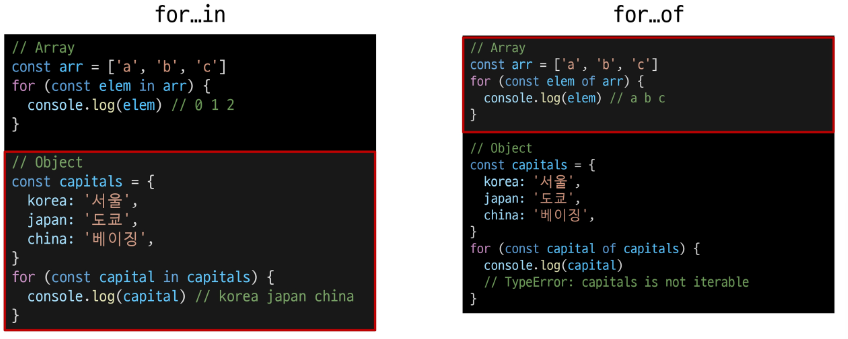 for…in
// Array
const arr = ['a', 'b', 'c']
for (const elem in arr) {
  console.log(elem) // 0 1 2
}
// Object
const capitals = {
  korea: '서울',
  japan: '도쿄',
  china: '베이징',
}
for (const capital in capitals) {
  console.log(capital) // korea japan china
}
for…of
// Array
const arr = ['a', 'b', 'c']
for (const elem of arr) {
  console.log(elem) // a b c
}
// Object
const capitals = {
  korea: '서울',
  japan: '도쿄',
  china: '베이징',
}
for (const capital of capitals) {
  console.log(capital)
  // TypeError: capitals is not iterable
}